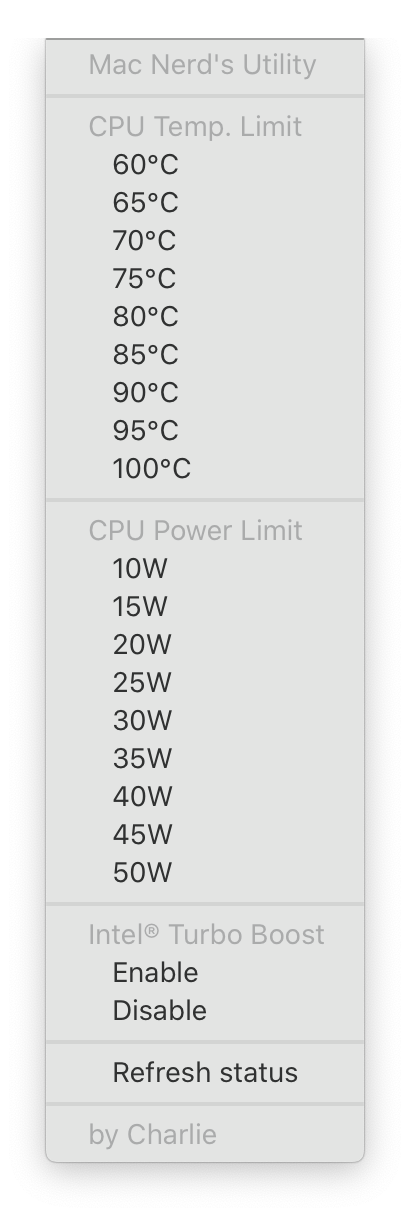 Mac Nerd's Utility
CPU Temp. Limit
60°C
65°C
70°C
75°C
80°C
85°C
90°C
95°C
100°C
CPU Power Limit
10W
15W
20W
25W
30W
35W
40W
45W
50W
Intel® Turbo Boost
Enable
Disable
Refresh status
by Charlie